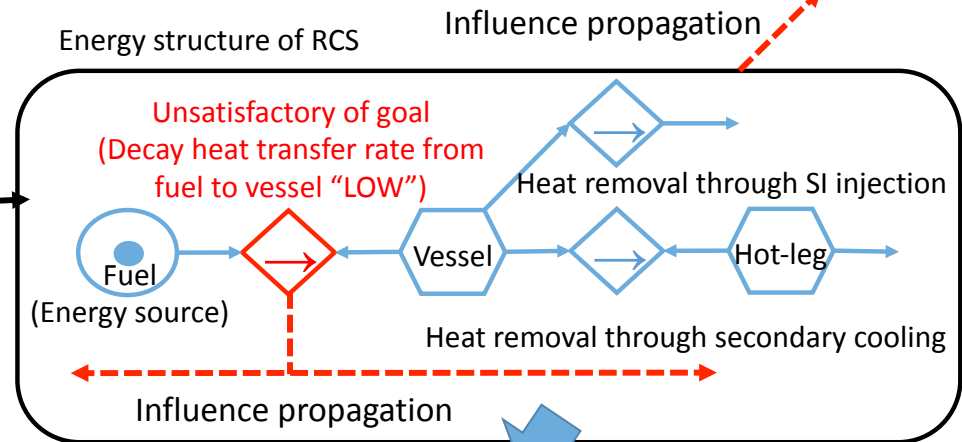 Influence propagation
Energy structure of RCS
Unsatisfactory of goal
(Decay heat transfer rate from
fuel to vessel “LOW”)
Heat removal through SI injection
Fuel
Vessel
Hot-leg
(Energy source)
Heat removal through secondary cooling
Influence propagation